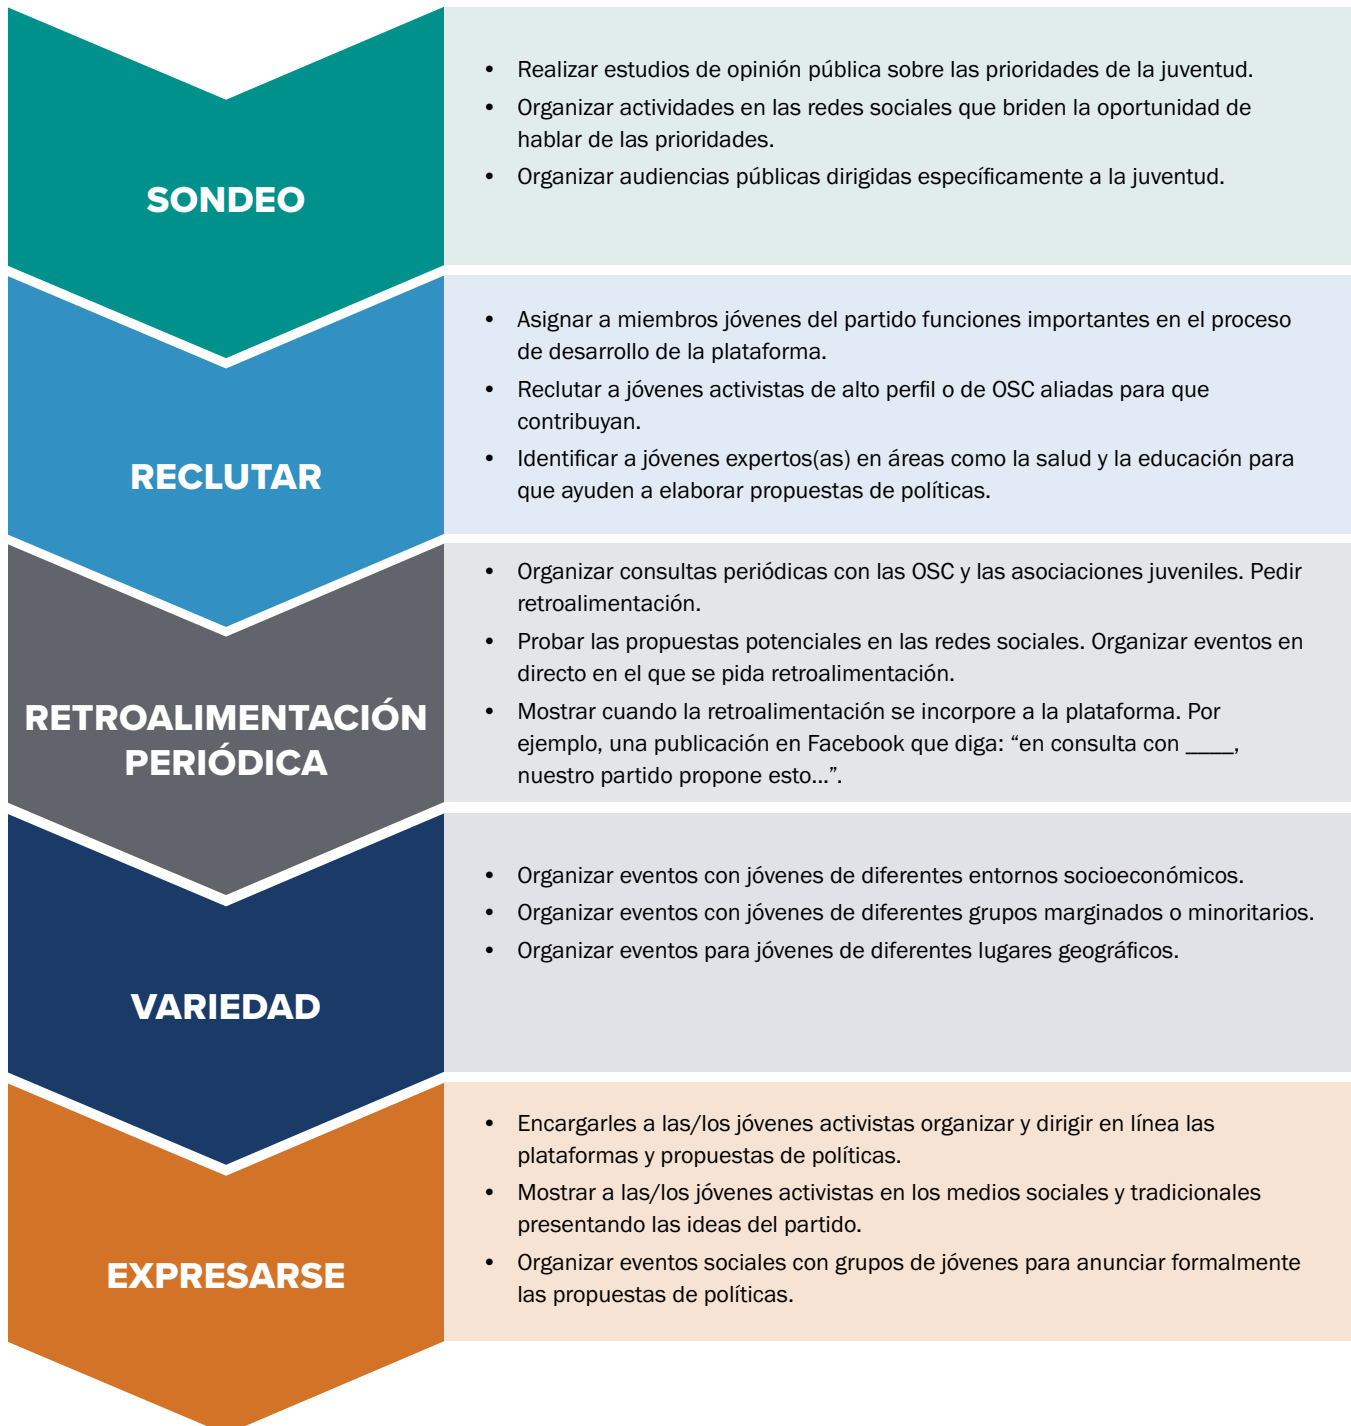 SONDEO
• Realizar estudios de opinión pública sobre las prioridades de la juventud.
• Organizar actividades en las redes sociales que briden la oportunidad de
hablar de las prioridades.
• Organizar audiencias públicas dirigidas específicamente a la juventud.
RECLUTAR
• Asignar a miembros jóvenes del partido funciones importantes en el proceso
de desarrollo de la plataforma.
• Reclutar a jóvenes activistas de alto perfil o de OSC aliadas para que
contribuyan.
• Identificar a jóvenes expertos(as) en áreas como la salud y la educación para
que ayuden a elaborar propuestas de políticas.
RETROALIMENTACIÓN
PERIÓDICA
• Organizar consultas periódicas con las OSC y las asociaciones juveniles. Pedir
retroalimentación.
• Probar las propuestas potenciales en las redes sociales. Organizar eventos en
directo en el que se pida retroalimentación.
• Mostrar cuando la retroalimentación se incorpore a la plataforma. Por
ejemplo, una publicación en Facebook que diga: “en consulta con ____,
nuestro partido propone esto...”.
VARIEDAD
• Organizar eventos con jóvenes de diferentes entornos socioeconómicos.
• Organizar eventos con jóvenes de diferentes grupos marginados o minoritarios.
• Organizar eventos para jóvenes de diferentes lugares geográficos.
EXPRESARSE
• Encargarles a las/los jóvenes activistas organizar y dirigir en línea las
plataformas y propuestas de políticas.
• Mostrar a las/los jóvenes activistas en los medios sociales y tradicionales
presentando las ideas del partido.
• Organizar eventos sociales con grupos de jóvenes para anunciar formalmente
las propuestas de políticas.